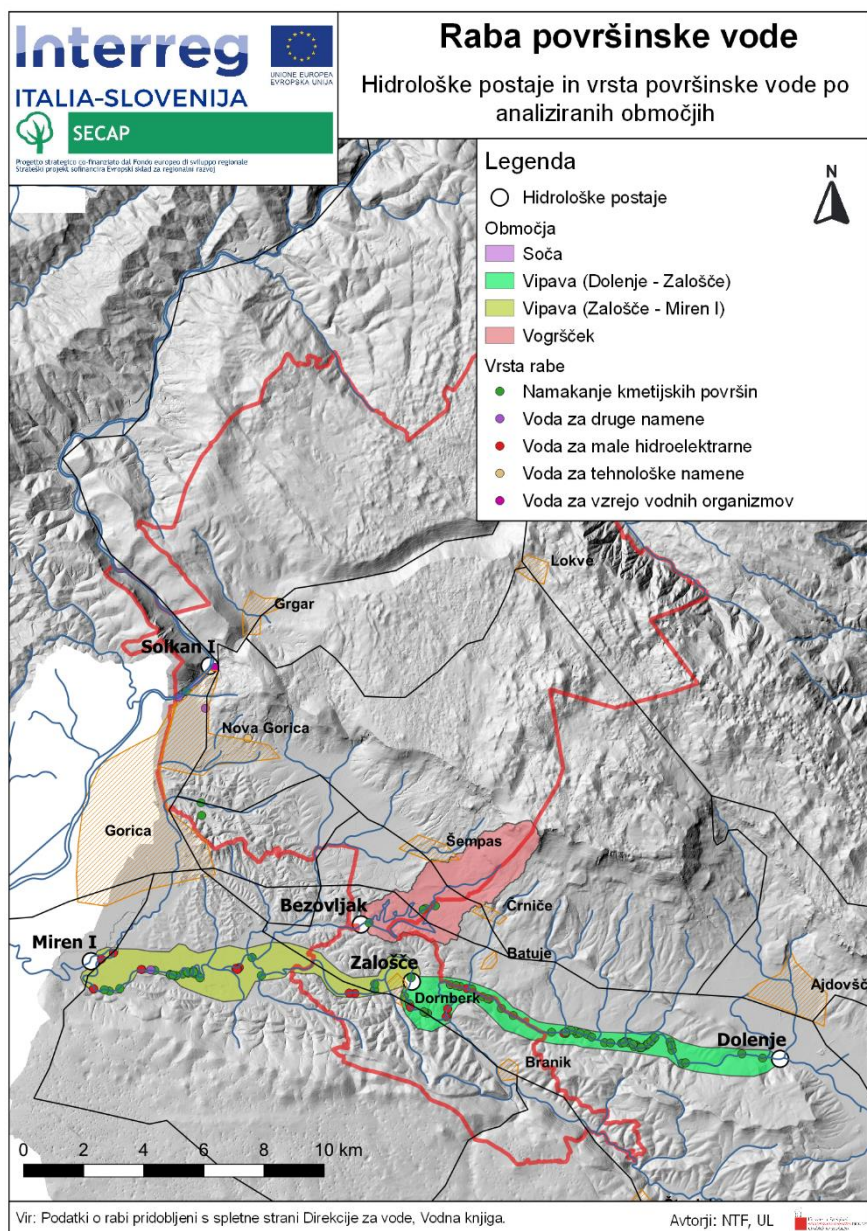 Interreg
UNIONE EUROPEA
EVROPSKA UNIJA
ITALIA-SLOVENIJA
SECAP
Progetto strategico co-finanziato dal Fondo europeo di sviluppo regionale
Strateški projekt sofinancira Evropski sklad za regionalni razvoj
Raba površinske vode
Hidrološke postaje in vrsta površinske vode po
analiziranih območjih
Legenda
Hidrološke postaje
Območja
Soča
Vipava (Dolenje - Zalošče)
Vipava (Zalošče - Miren I)
Vogršček
Vrsta rabe
Namakanje kmetijskih površin
Voda za druge namene
Voda za male hidroelektrarne
Voda za tehnološke namene
Voda za vzrejo vodnih organizmov
N
Lokve
Grgar
Solkan I
Nova Gorica
Gorica
Šempas
Bezovljak
Črniče
Miren I
Batuje
Zalošče
Ajdovšč
Dornberk
Dolenje
Branik
0 2 4 6 8 10 km
Vir: Podatki o rabi pridobljeni s spletne strani Direkcije za vode, Vodna knjiga.
Avtorji: NTF, UL